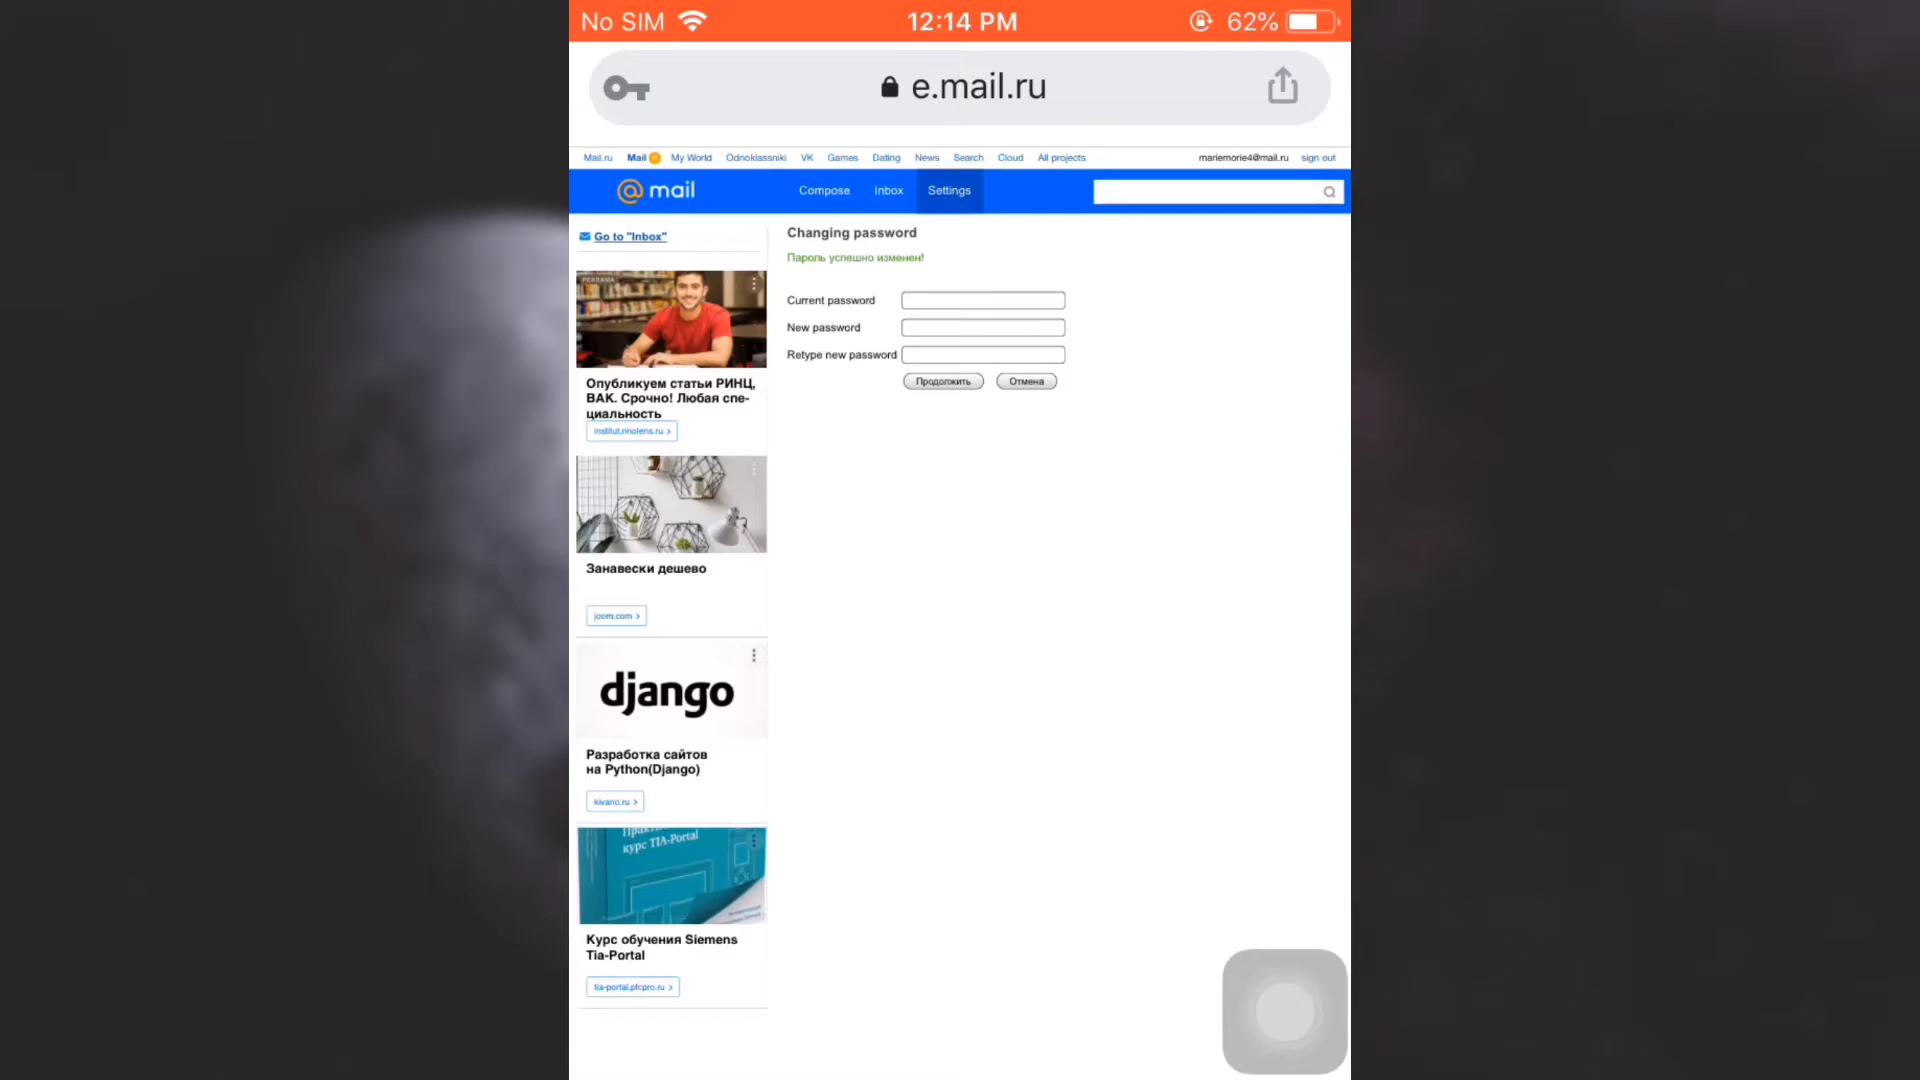 No SIM 12:14 PM 62%
e.mail.ru
Mail.ru Mail My World Odnoklassniki VK Games Dating News Search Cloud All projects mariemorie4@mail.ru sign out
@mail Compose Inbox Settings
Go to "Inbox"
РЕКЛАМА
Опубликуем статьи РИНЦ,
ВАК. Срочно! Любая спе-
циальность
institut.rinolens.ru >
Занавески дешево
joom.com >
django
Разработка сайтов
на Python(Django)
kivano.ru >
курс TIA-Portal
Курс обучения Siemens
Tia-Portal
tia-portal.plcpro.ru >
Changing password
Пароль успешно изменен!
Current password
New password
Retype new password
Продолжить Отмена